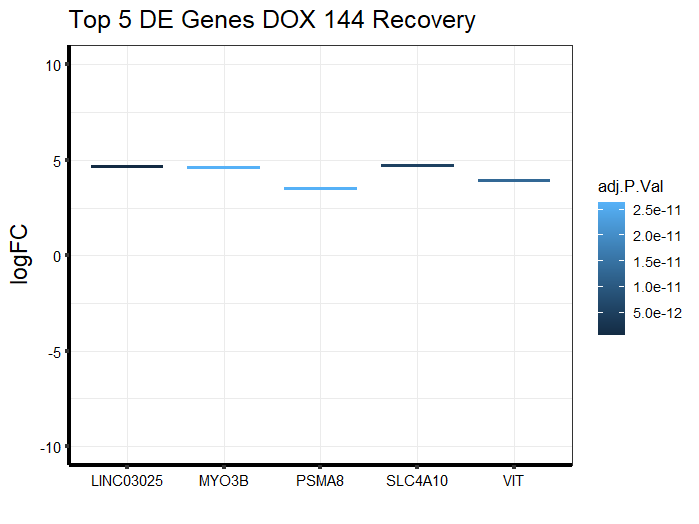 Top 5 DE Genes DOX 144 Recovery
logFC
10
5
0
-5
-10
LINC03025 MYO3B PSMA8 SLC4A10 VIT
adj.P.Val
2.5e-11
2.0e-11
1.5e-11
1.0e-11
5.0e-12